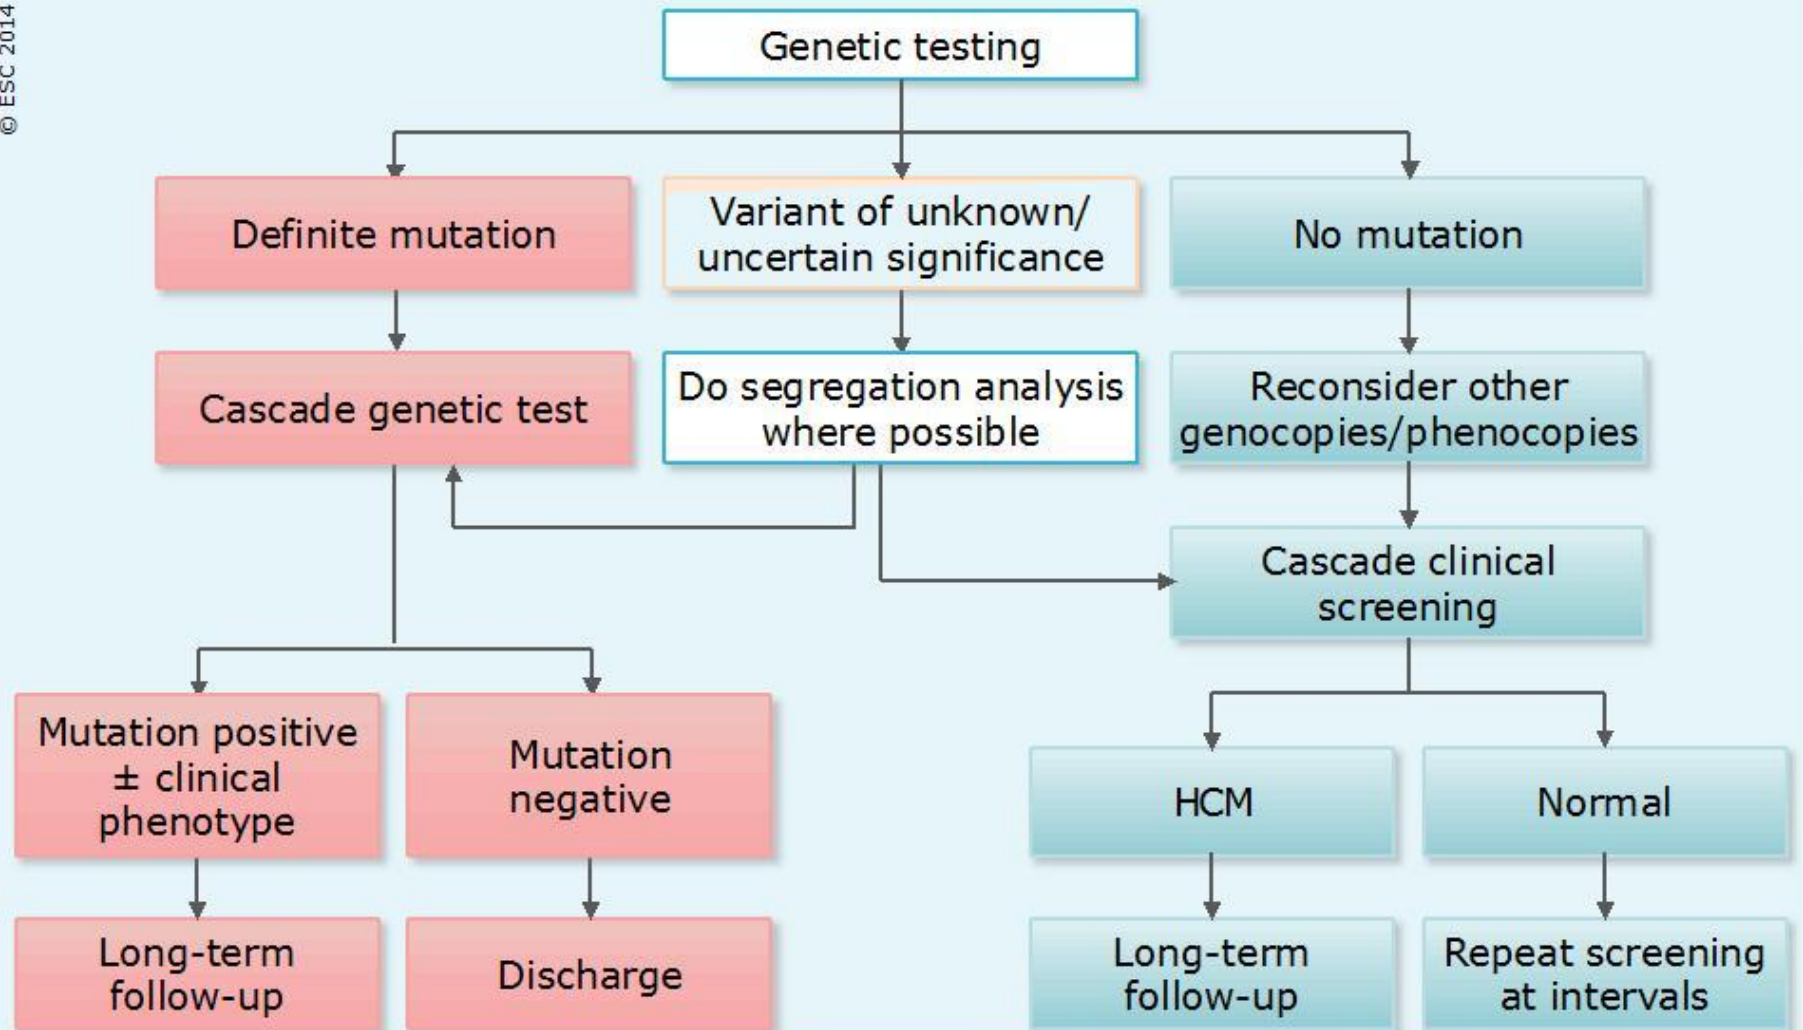 © ESC 2014
Genetic testing
Definite mutation
Variant of unknown/
uncertain significance
No mutation
Cascade genetic test
Do segregation analysis
where possible
Reconsider other
genocopies/phenocopies
Cascade clinical
screening
Mutation positive
± clinical
phenotype
Mutation
negative
HCM
Normal
Long-term
follow-up
Discharge
Long-term
follow-up
Repeat screening
at intervals